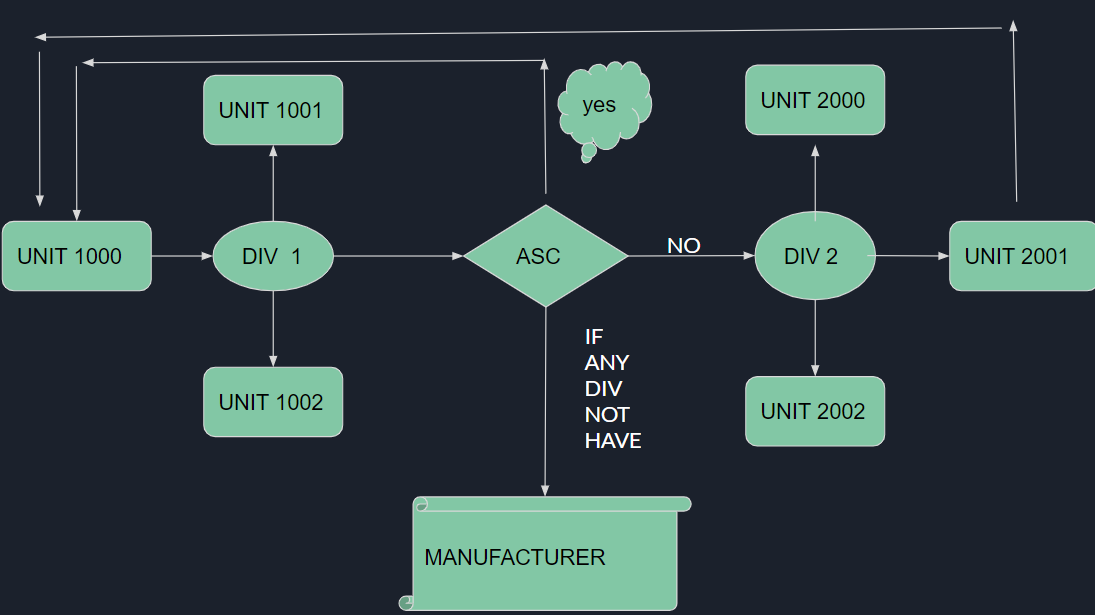 yes
UNIT 2000
UNIT 1001
NO
UNIT 1000
DIV 1
ASC
DIV 2
UNIT 2001
IF
ANY
DIV
NOT
HAVE
UNIT 1002
UNIT 2002
MANUFACTURER